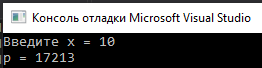 Консоль отладки Microsoft Visual Studio
Введите x = 10
p = 17213